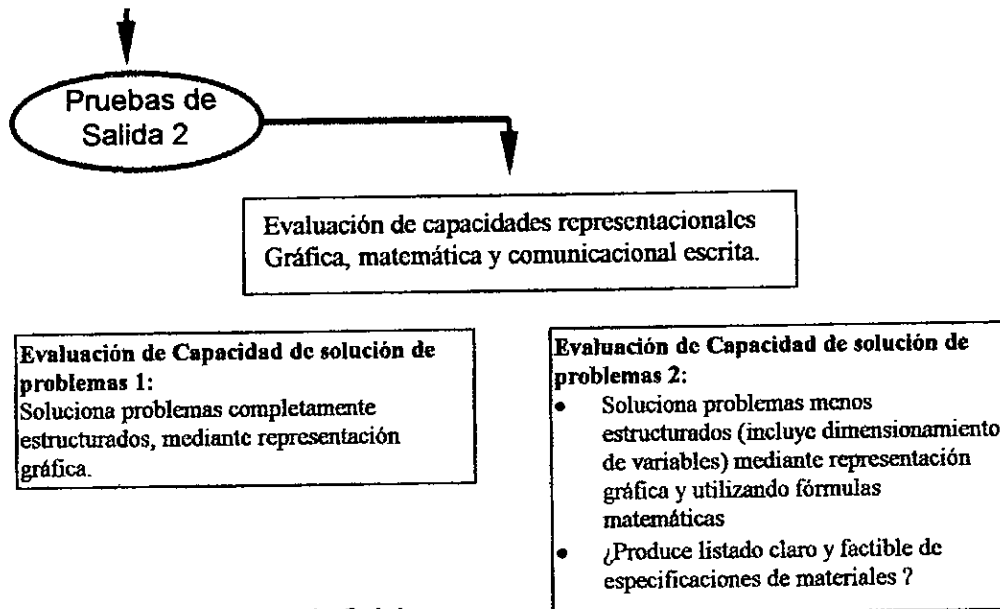 Pruebas de
Salida 2
Evaluación de capacidades representacionales
Gráfica, matemática y comunicacional escrita.
Evaluación de Capacidad de solución de
problemas 1:
Soluciona problemas completamente
estructurados, mediante representación
gráfica.
Evaluación de Capacidad de solución de
problemas 2:
• Soluciona problemas menos
estructurados (incluye dimensionamiento
de variables) mediante representación
gráfica y utilizando fórmulas
matemáticas
• ¿Produce listado claro y factible de
especificaciones de materiales ?